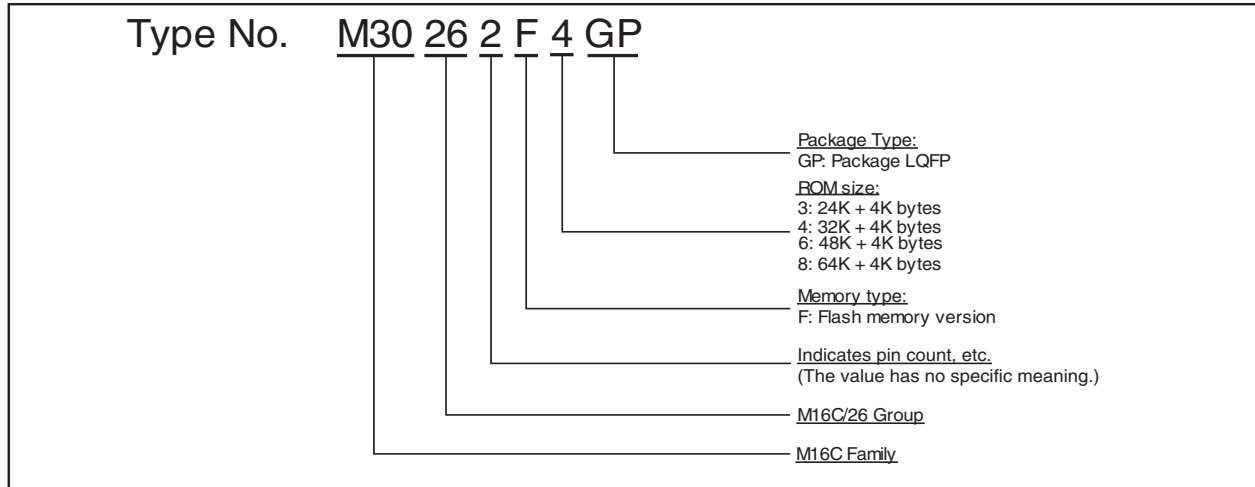 Type No. M30 26 2 F 4 GP
Package Type:
GP: Package LQFP
ROM size:
3: 24K + 4K bytes
4: 32K + 4K bytes
6: 48K + 4K bytes
8: 64K + 4K bytes
Memory type:
F: Flash memory version
Indicates pin count, etc.
(The value has no specific meaning.)
M16C/26 Group
M16C Family